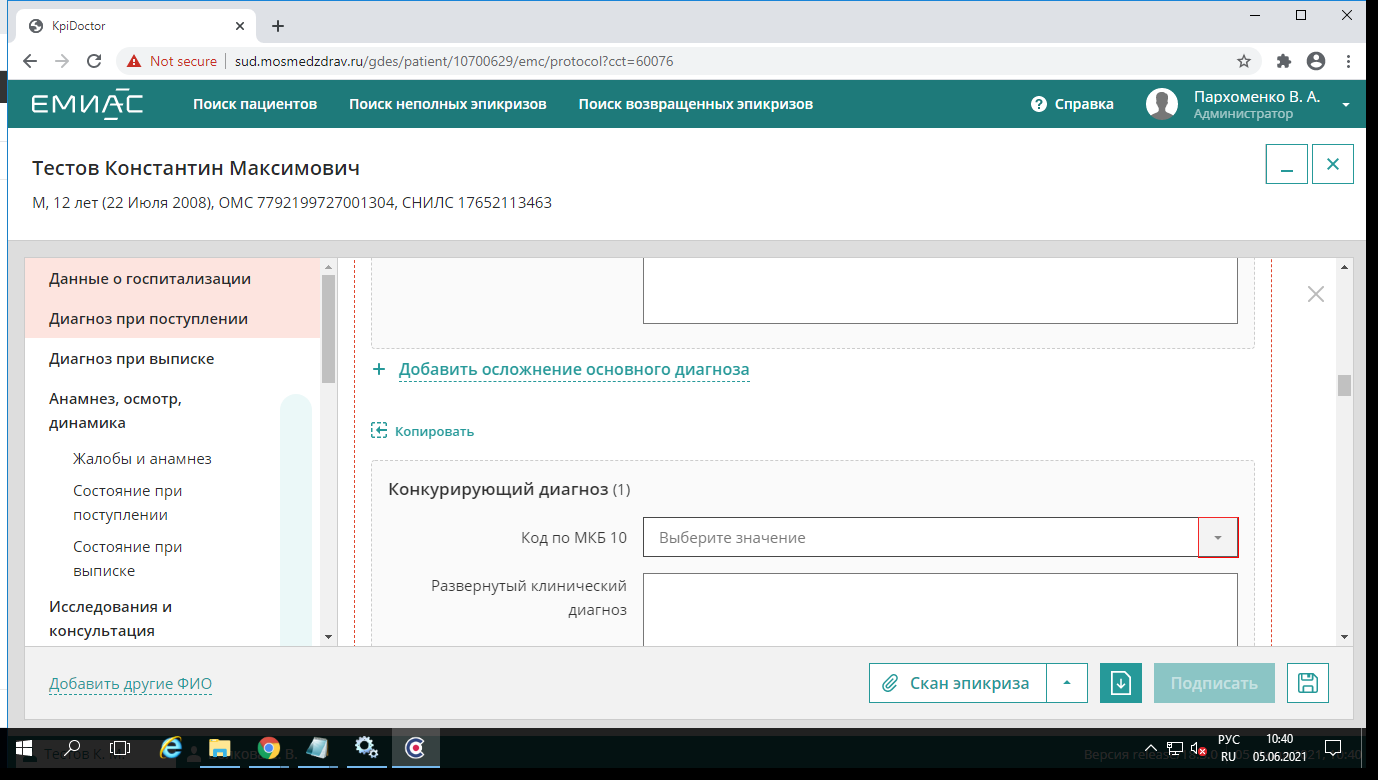 KpiDoctor
Not secure
sud.mosmedzdrav.ru/gdes/patient/10700629/emc/protocol?cct=60076
ЕМИАС
Поиск пациентов
Поиск неполных эпикризов
Поиск возвращенных эпикризов
? Справка
Пархоменко В. А.
Администратор
Тестов Константин Максимович
М, 12 лет (22 Июля 2008), ОМС 7792199727001304, СНИЛС 17652113463
Данные о госпитализации
Диагноз при поступлении
Диагноз при выписке
Анамнез, осмотр,
динамика
Жалобы и анамнез
Состояние при
поступлении
Состояние при
выписке
Исследования и
консультация
+ Добавить осложнение основного диагноза
Копировать
Конкурирующий диагноз (1)
Код по МКБ 10
Выберите значение
Развернутый клинический
диагноз
Добавить другие ФИО
Скан эпикриза
Подписать
Тестов К. М.
Версия release
РУС
RU
10:40
05.06.2021